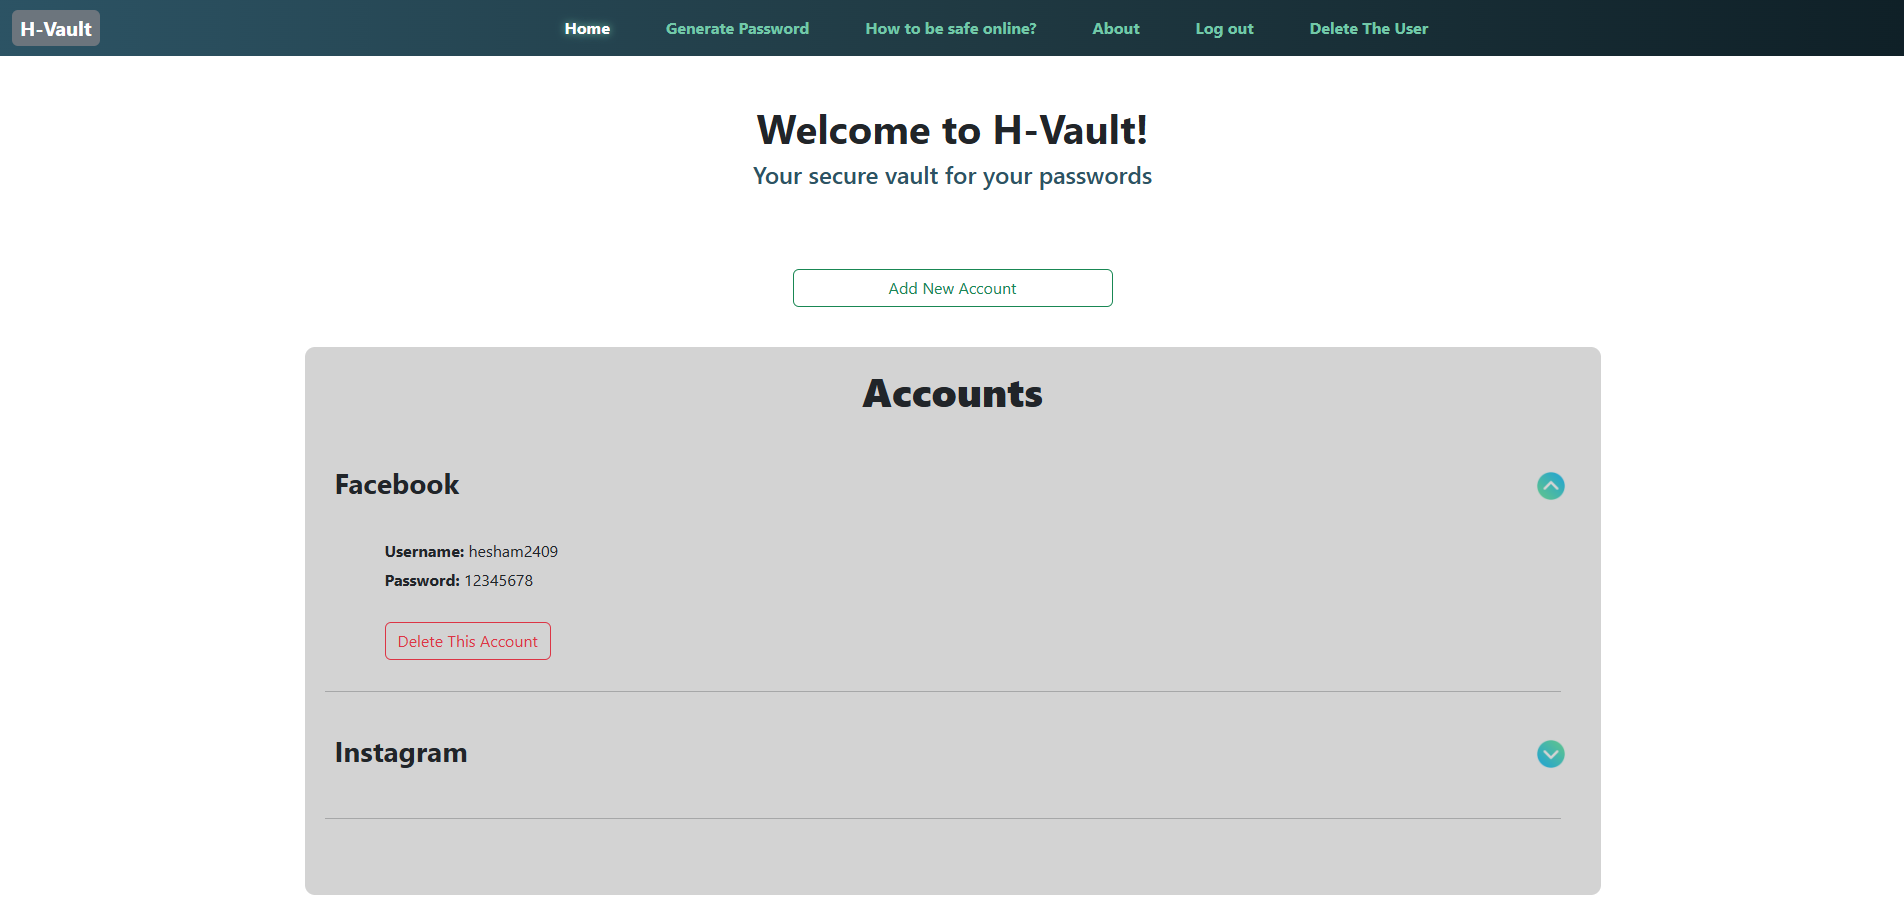 H-Vault
Home
Generate Password
How to be safe online?
About
Log out
Delete The User
Welcome to H-Vault!
Your secure vault for your passwords
Add New Account
Accounts
Facebook
Username: hesham2409
Password: 12345678
Delete This Account
Instagram